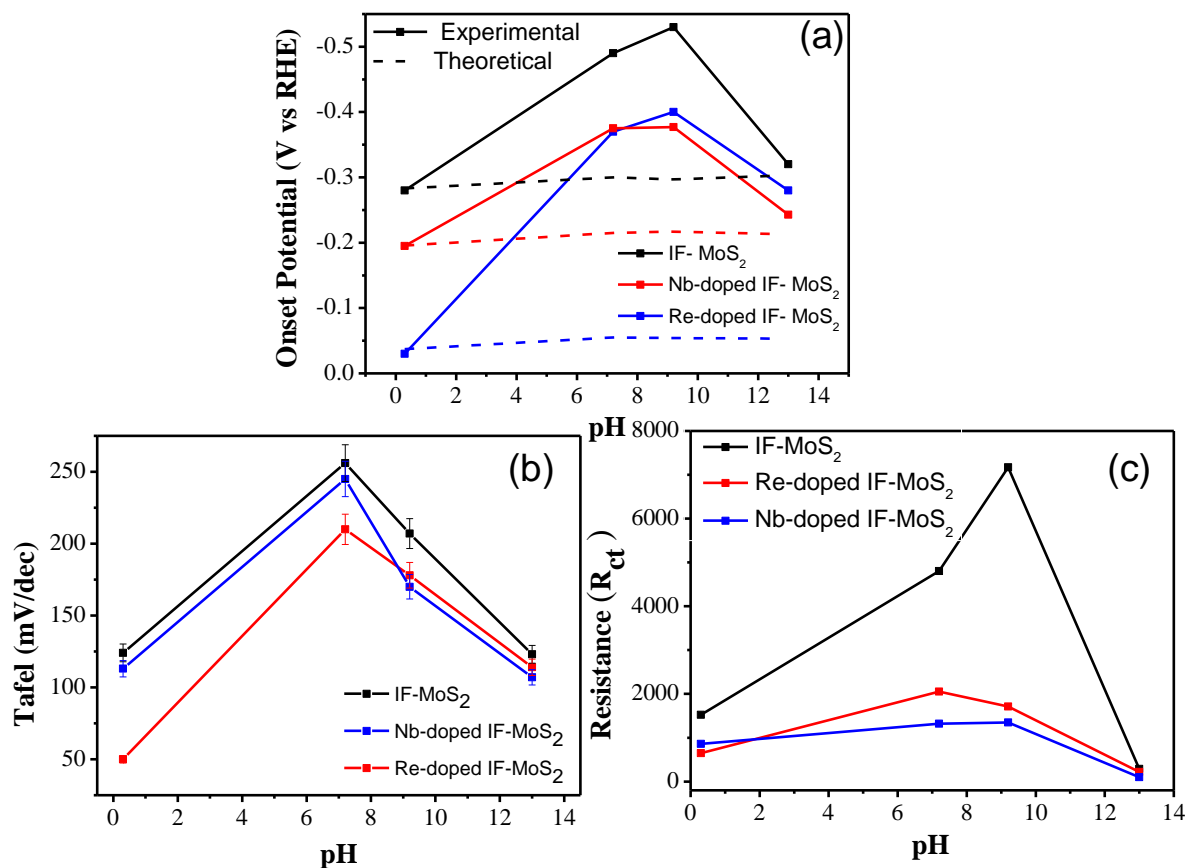 (a)
Experimental
Theoretical
Onset Potential (V vs RHE)
-0.5
-0.4
-0.3
-0.2
-0.1
0.0
IF- MoS2
Nb-doped IF- MoS2
Re-doped IF- MoS2
0 2 4 6 8 10 12 14
pH
(b)
Tafel (mV/dec)
250
200
150
100
50
IF-MoS2
Nb-doped IF-MoS2
Re-doped IF-MoS2
0 2 4 6 8 10 12 14
pH
(c)
Resistance (Rct)
8000
6000
4000
2000
0
IF-MoS2
Re-doped IF-MoS2
Nb-doped IF-MoS2
0 2 4 6 8 10 12 14
pH